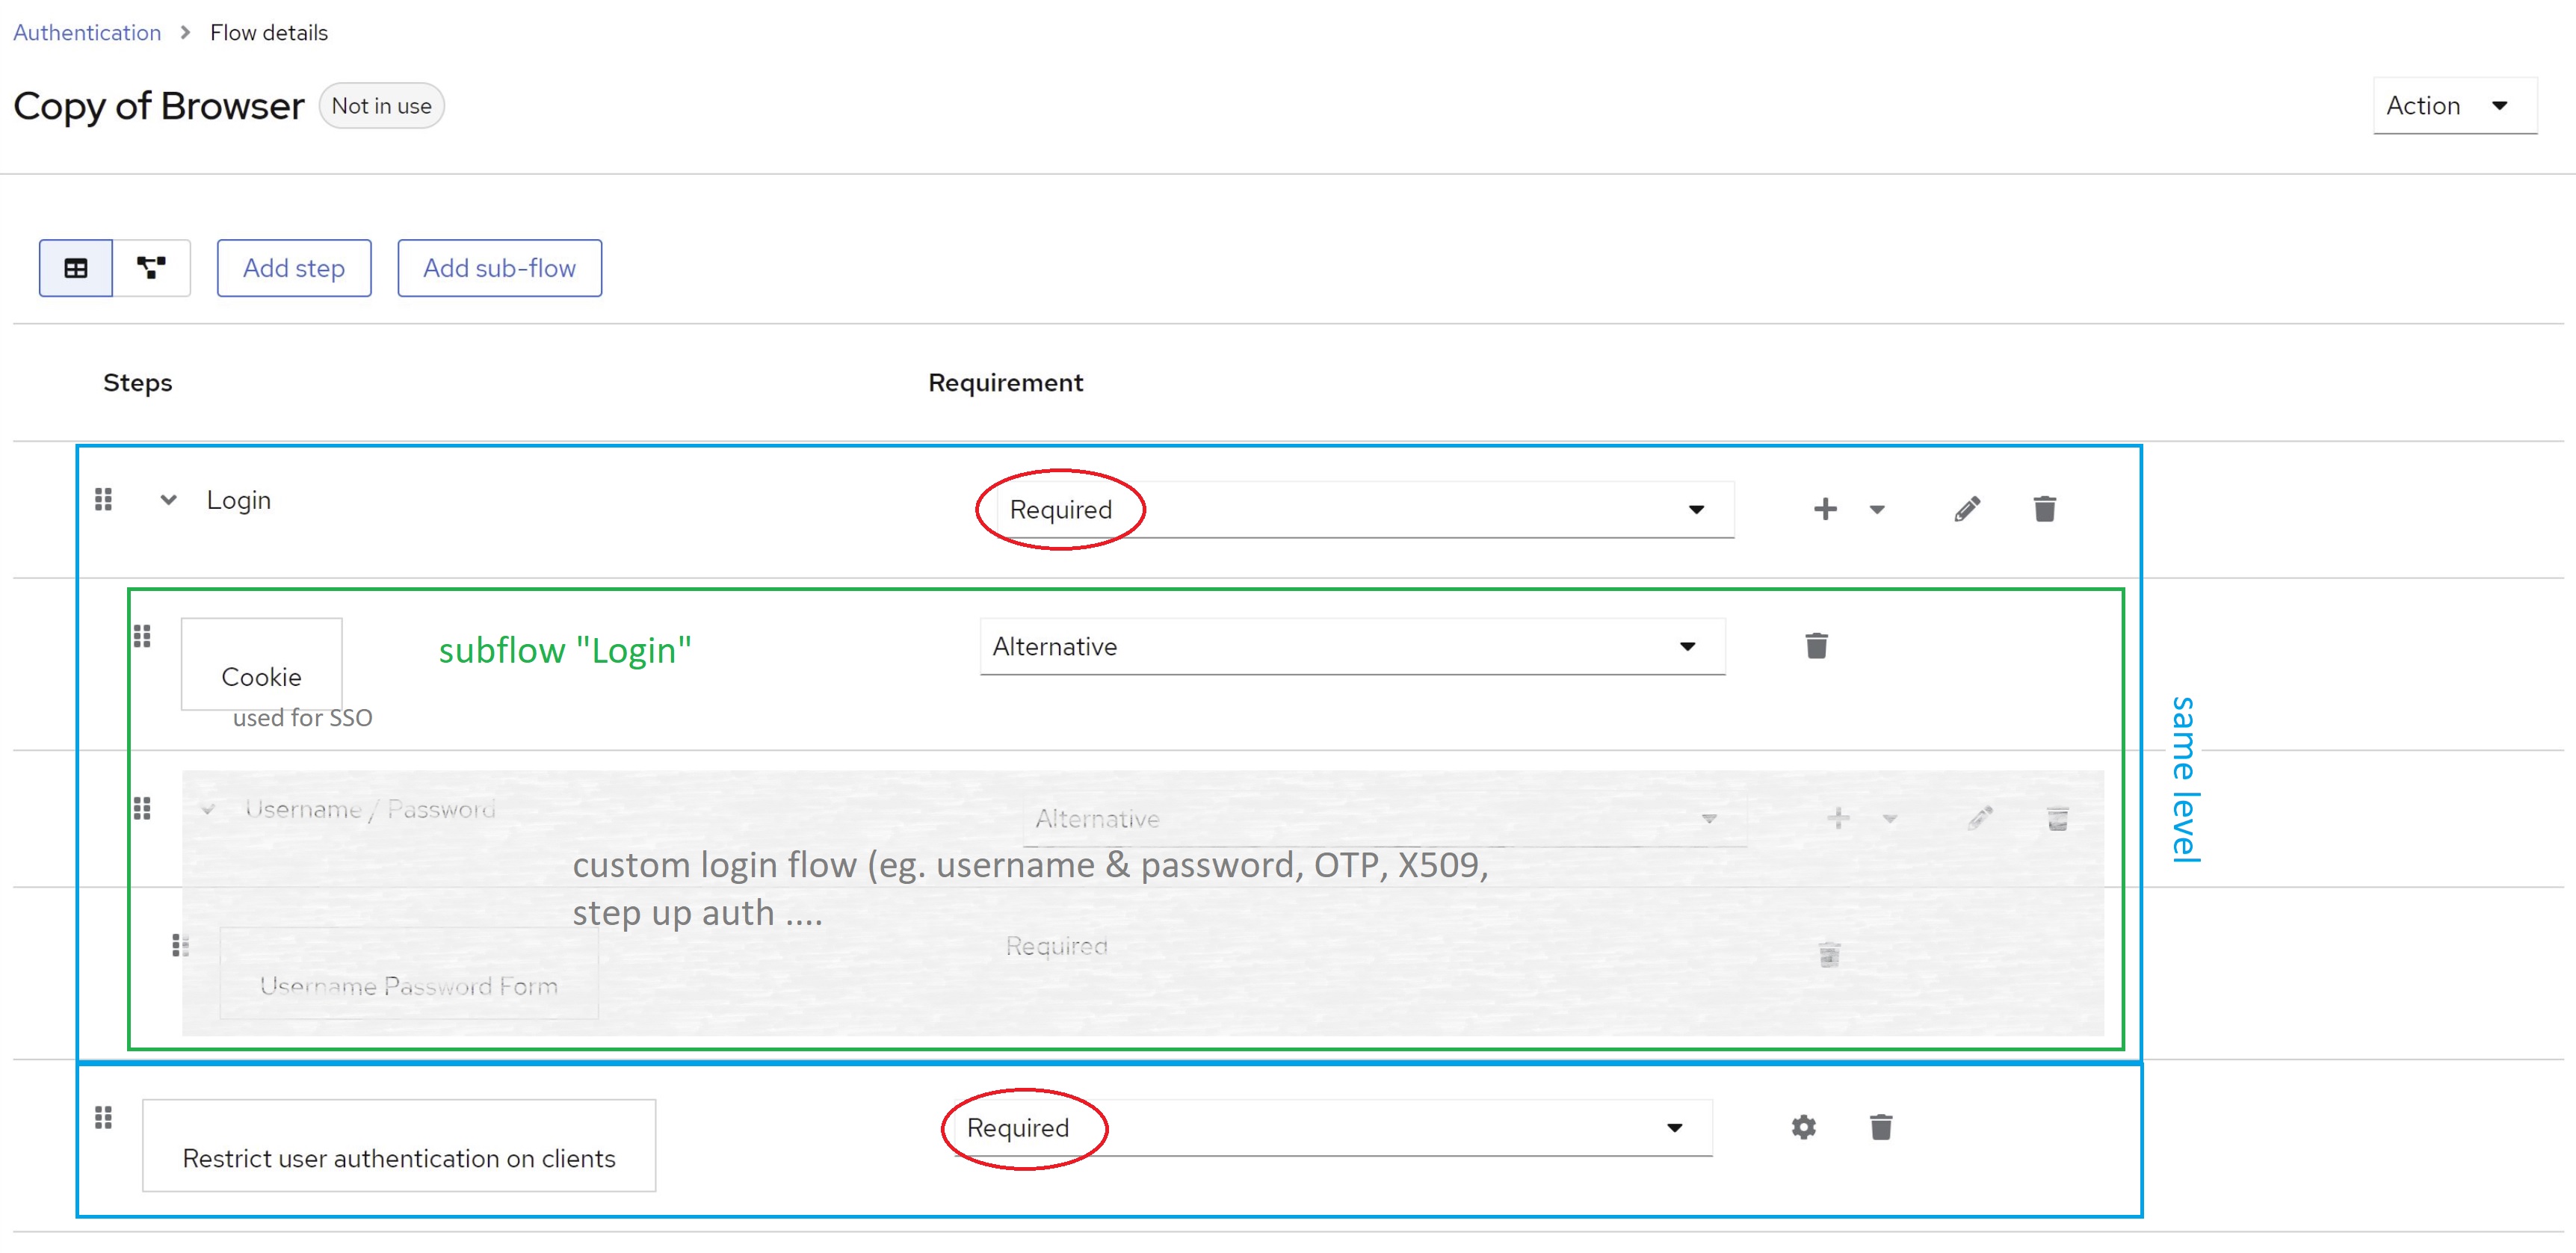 Authentication > Flow details
Copy of Browser Not in use
Action
Add step Add sub-flow
Steps Requirement
Login Required
subflow "Login" Alternative
Cookie
used for SSO
same level
Username / Password Alternative
custom login flow (eg. username & password, OTP, X509,
step up auth ....
Required
Username Password Form
Required
Restrict user authentication on clients